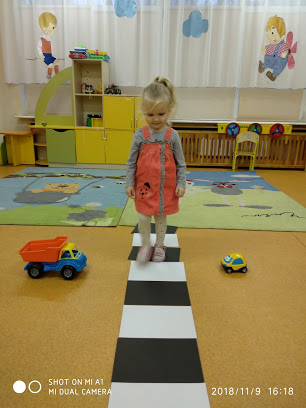 SHOT ON MI A1
MI DUAL CAMERA
2018/11/9 16:18